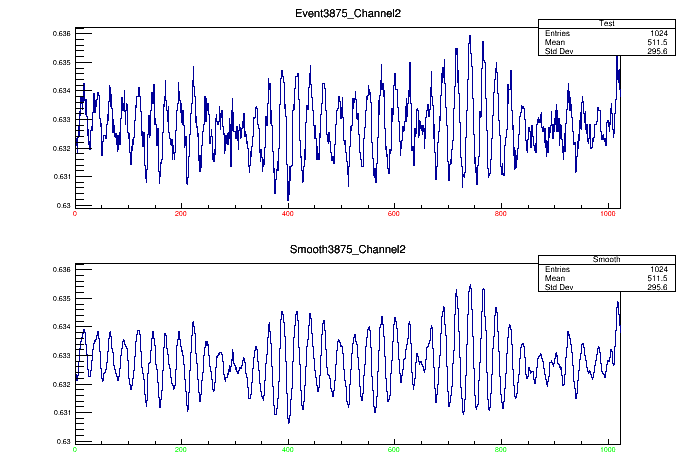 Event3875_Channel2
Test
Entries 1024
Mean 511.5
Std Dev 295.6
0.636
0.635
0.634
0.633
0.632
0.631
0.63
0 200 400 600 800 1000
Smooth3875_Channel2
Smooth
Entries 1024
Mean 511.5
Std Dev 295.6
0.636
0.635
0.634
0.633
0.632
0.631
0.63
0 200 400 600 800 1000